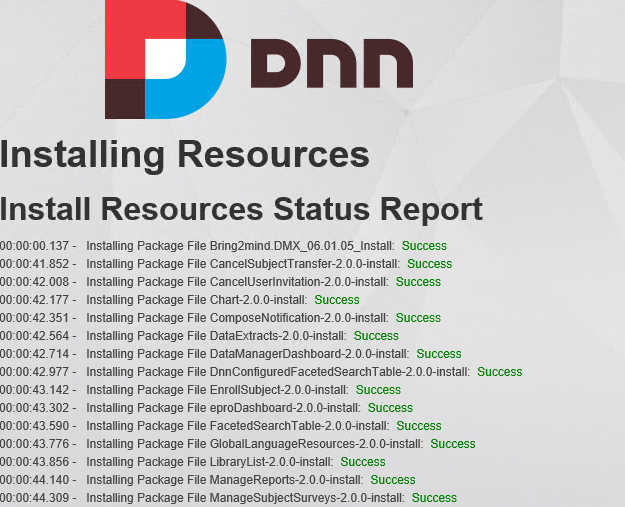 DNN
Installing Resources
Install Resources Status Report
00:00:00.137 - Installing Package File Bring2mind.DMX_06.01.05_Install: Success
00:00:41.852 - Installing Package File CancelSubjectTransfer-2.0.0-install: Success
00:00:42.008 - Installing Package File CancelUserInvitation-2.0.0-install: Success
00:00:42.177 - Installing Package File Chart-2.0.0-install: Success
00:00:42.351 - Installing Package File ComposeNotification-2.0.0-install: Success
00:00:42.564 - Installing Package File DataExtracts-2.0.0-install: Success
00:00:42.714 - Installing Package File DataManagerDashboard-2.0.0-install: Success
00:00:42.977 - Installing Package File DnnConfiguredFacetedSearchTable-2.0.0-install: Success
00:00:43.142 - Installing Package File EnrollSubject-2.0.0-install: Success
00:00:43.302 - Installing Package File eproDashboard-2.0.0-install: Success
00:00:43.590 - Installing Package File FacetedSearchTable-2.0.0-install: Success
00:00:43.776 - Installing Package File GlobalLanguageResources-2.0.0-install: Success
00:00:43.856 - Installing Package File LibraryList-2.0.0-install: Success
00:00:44.140 - Installing Package File ManageReports-2.0.0-install: Success
00:00:44.309 - Installing Package File ManageSubjectSurveys-2.0.0-install: Success